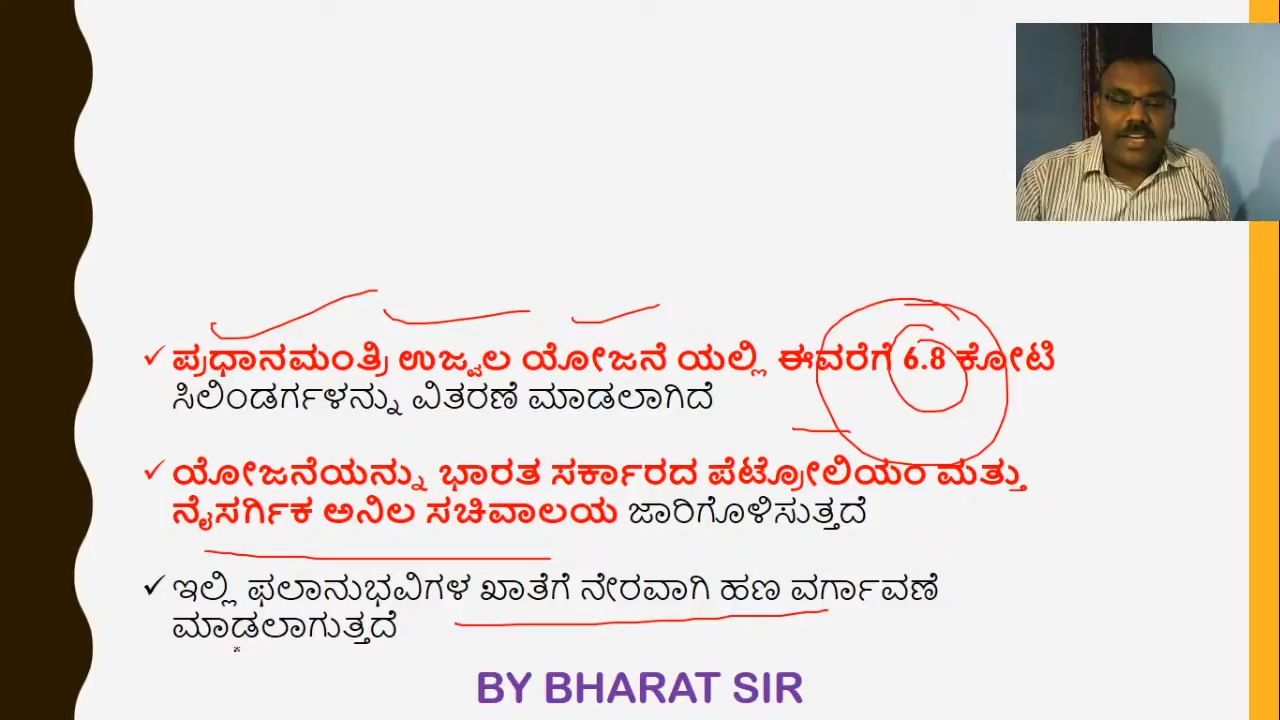 ✓ ಪ್ರಧಾನಮಂತ್ರಿ ಉಜ್ವಲ ಯೋಜನೆ ಯಲ್ಲಿ ಈವರೆಗೆ 6.8 ಕೋಟಿ
ಸಿಲಿಂಡರ್ಗಳನ್ನು ವಿತರಣೆ ಮಾಡಲಾಗಿದೆ
✓ ಯೋಜನೆಯನ್ನು ಭಾರತ ಸರ್ಕಾರದ ಪೆಟ್ರೋಲಿಯಂ ಮತ್ತು
ನೈಸರ್ಗಿಕ ಅನಿಲ ಸಚಿವಾಲಯ ಜಾರಿಗೊಳಿಸುತ್ತದೆ
✓ ಇಲ್ಲಿ ಫಲಾನುಭವಿಗಳ ಖಾತೆಗೆ ನೇರವಾಗಿ ಹಣ ವರ್ಗಾವಣೆ
ಮಾಡಲಾಗುತ್ತದೆ
BY BHARAT SIR